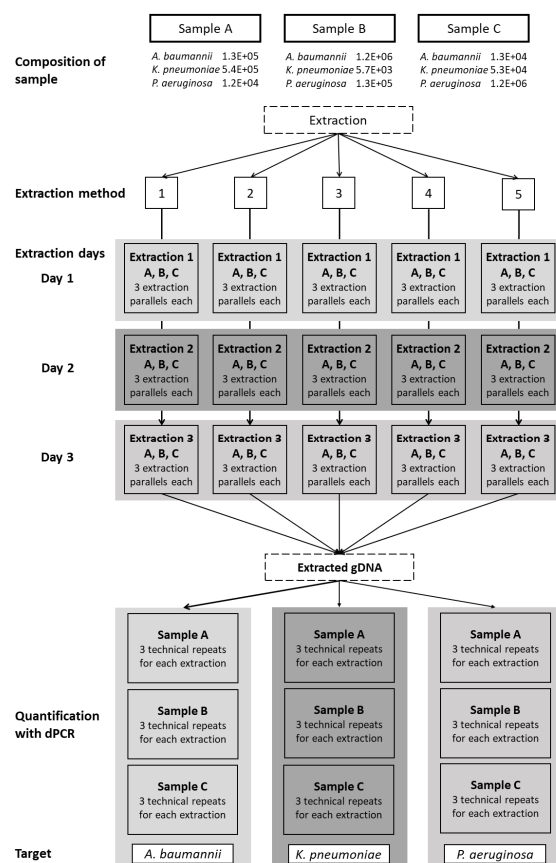 Sample A
Sample B
Sample C
Composition of
sample
A. baumannii 1.3E+05
K. pneumoniae 5.4E+05
P. aeruginosa 1.2E+04
A. baumannii 1.2E+06
K. pneumoniae 5.7E+03
P. aeruginosa 1.3E+05
A. baumannii 1.3E+04
K. pneumoniae 5.3E+04
P. aeruginosa 1.2E+06
Extraction
Extraction method
1
2
3
4
5
Extraction days
Day 1
Extraction 1
A, B, C
3 extraction
parallels each
Extraction 1
A, B, C
3 extraction
parallels each
Extraction 1
A, B, C
3 extraction
parallels each
Extraction 1
A, B, C
3 extraction
parallels each
Extraction 1
A, B, C
3 extraction
parallels each
Day 2
Extraction 2
A, B, C
3 extraction
parallels each
Extraction 2
A, B, C
3 extraction
parallels each
Extraction 2
A, B, C
3 extraction
parallels each
Extraction 2
A, B, C
3 extraction
parallels each
Extraction 2
A, B, C
3 extraction
parallels each
Day 3
Extraction 3
A, B, C
3 extraction
parallels each
Extraction 3
A, B, C
3 extraction
parallels each
Extraction 3
A, B, C
3 extraction
parallels each
Extraction 3
A, B, C
3 extraction
parallels each
Extraction 3
A, B, C
3 extraction
parallels each
Extracted gDNA
Quantification
with dPCR
Sample A
3 technical repeats
for each extraction
Sample B
3 technical repeats
for each extraction
Sample C
3 technical repeats
for each extraction
Sample A
3 technical repeats
for each extraction
Sample B
3 technical repeats
for each extraction
Sample C
3 technical repeats
for each extraction
Sample A
3 technical repeats
for each extraction
Sample B
3 technical repeats
for each extraction
Sample C
3 technical repeats
for each extraction
Target
A. baumannii
K. pneumoniae
P. aeruginosa